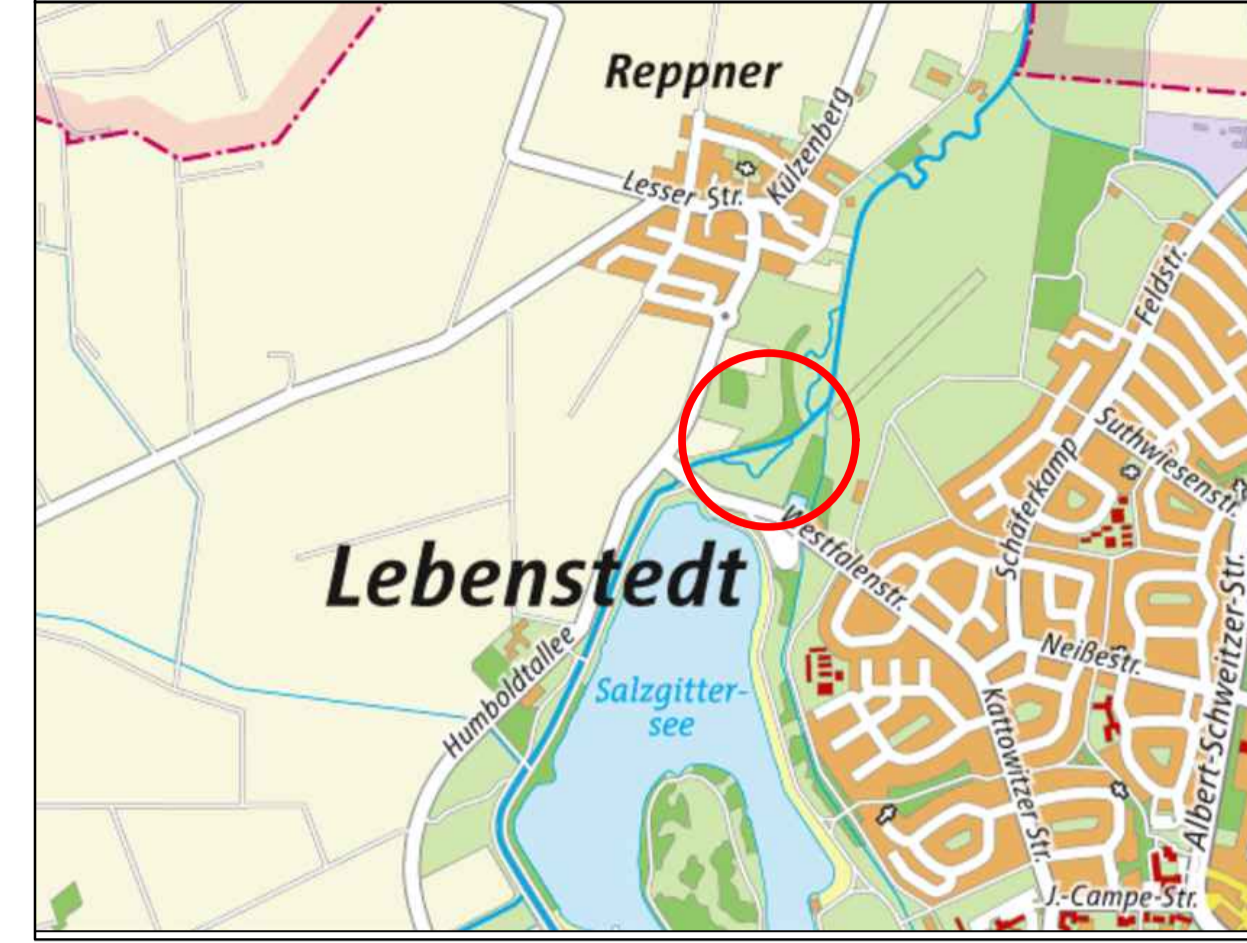 Reppner
Külzenberg
Lesser Str.
Feldstr.
Suthwiesenstr.
Schäferkamp
Westfalenstr.
Lebenstedt
Albert-Schweitzer-Str.
Neißestr.
Humboldtallee
Salzgitter-
see
Kattowitzer Str.
J.-Campe-Str.